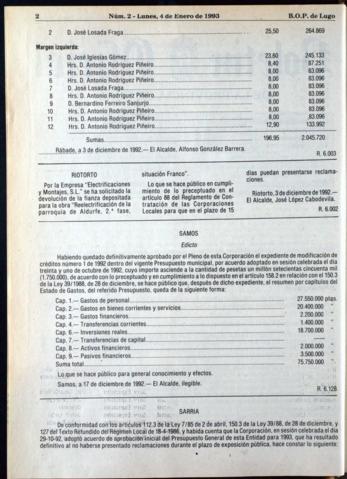 2 Núm. 2 - Lunes, 4 de Enero de 1993 B.O.P. de Lugo
2 D. José Losada Fraga 25,50 264.869
Margen izquierda:
3 D. José Iglesias Gómez 23,60 245.133
4 Hrs. D. Antonio Rodríguez Piñeiro 8,40 87.251
5 Hrs. D. Antonio Rodríguez Piñeiro 8,00 83.096
6 Hrs. D. Antonio Rodríguez Piñeiro 8,00 83.096
7 D. José Losada Fraga 8,00 83.096
8 Hrs. D. Antonio Rodríguez Piñeiro 8,00 83.096
9 D. Bernardino Ferreiro Sanjurjo 8,00 83.096
10 Hrs. D. Antonio Rodríguez Piñeiro 8,00 83.096
11 Hrs. D. Antonio Rodríguez Piñeiro 8,00 83.096
12 Hrs. D. Antonio Rodríguez Piñeiro 12,90 133.992
Sumas 196,95 2.045.720
Rábade, a 3 de diciembre de 1992.— El Alcalde, Alfonso González Barrera.
R. 6.003
RIOTORTO
Por la Empresa "Electrificaciones
y Montajes, S.L." se ha solicitado la
devolución de la fianza depositada
para la obra "Reelectrificación de la
parroquia de Aldurfe, 2.ª fase,
situación Franco".
Lo que se hace público en cumpli-
miento de lo preceptuado en el
artículo 88 del Reglamento de Con-
tratación de las Corporaciones
Locales para que en el plazo de 15
días puedan presentarse reclama-
ciones.
Riotorto, 3 de diciembre de 1992.—
El Alcalde, José López Cabodevila.
R. 6.002
SAMOS
Edicto
Habiendo quedado definitivamente aprobado por el Pleno de esta Corporación el expediente de modificación de
créditos número 1 de 1992 dentro del vigente Presupuesto municipal, por acuerdo adoptado en sesión celebrada el día
treinta y uno de octubre de 1992, cuyo importe asciende a la cantidad de pesetas un millón setecientas cincuenta mil
(1.750.000), de acuerdo con lo preceptuado y en cumplimiento a lo dispuesto en el artículo 158.2 en relación con el 150.3
de la Ley 39/1988, de 28 de diciembre, se hace público que, después de dicho expediente, el resumen por capítulos del
Estado de Gastos, del referido Presupuesto, queda de la siguiente forma:
Cap. 1.— Gastos de personal 27.550.000 ptas.
Cap. 2.— Gastos en bienes corrientes y servicios 20.400.000 "
Cap. 3.— Gastos financieros 2.200.000 "
Cap. 4.— Transferencias corrientes 1.400.000 "
Cap. 6.— Inversiones reales 18.700.000 "
Cap. 7.— Transferencias de capital ——
Cap. 8.— Activos financieros 2.000.000 "
Cap. 9.— Pasivos financieros 3.500.000 "
Suma total 75.750.000 "
Lo que se hace público para general conocimiento y efectos.
Samos, a 17 de diciembre de 1992.— El Alcalde, ilegible.
R. 6.128
SARRIA
De conformidad con los artículos 112.3 de la Ley 7/85 de 2 de abril, 150.3 de la Ley 39/88, de 28 de diciembre, y
127 del Texto Refundido del Régimen Local de 18-4-1986, y habida cuenta que la Corporación, en sesión celebrada el día
29-10-92, adoptó acuerdo de aprobación inicial del Presupuesto General de esta Entidad para 1993, que ha resultado
definitivo al no haberse presentado reclamaciones durante el plazo de exposición pública, hace constar lo siguiente: